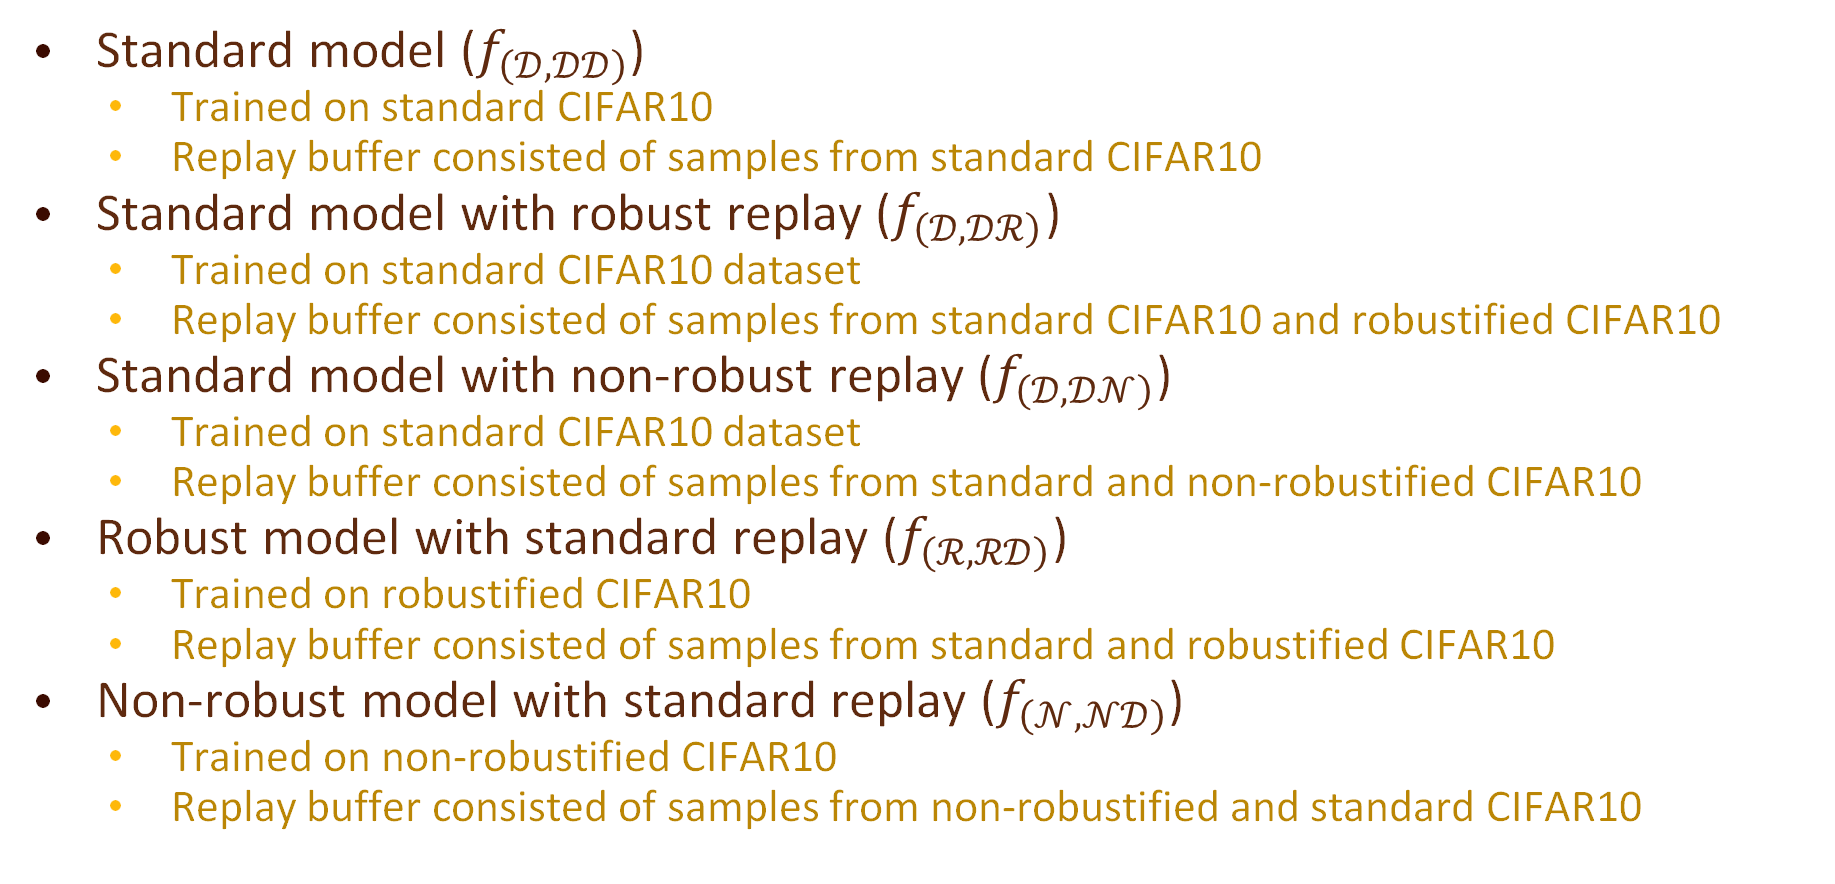 • Standard model (f(𝒟,𝒟𝒟))
• Trained on standard CIFAR10
• Replay buffer consisted of samples from standard CIFAR10
• Standard model with robust replay (f(𝒟,𝒟ℛ))
• Trained on standard CIFAR10 dataset
• Replay buffer consisted of samples from standard CIFAR10 and robustified CIFAR10
• Standard model with non-robust replay (f(𝒟,𝒟𝒩))
• Trained on standard CIFAR10 dataset
• Replay buffer consisted of samples from standard and non-robustified CIFAR10
• Robust model with standard replay (f(ℛ,ℛ𝒟))
• Trained on robustified CIFAR10
• Replay buffer consisted of samples from standard and robustified CIFAR10
• Non-robust model with standard replay (f(𝒩,𝒩𝒟))
• Trained on non-robustified CIFAR10
• Replay buffer consisted of samples from non-robustified and standard CIFAR10